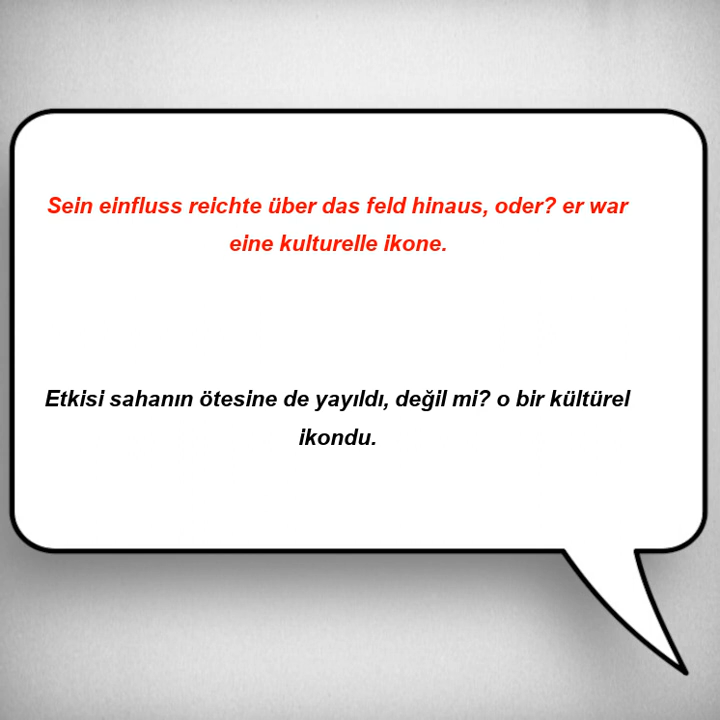 Sein einfluss reichte über das feld hinaus, oder? er war
eine kulturelle ikone.
Etkisi sahanın ötesine de yayıldı, değil mi? o bir kültürel
ikondu.